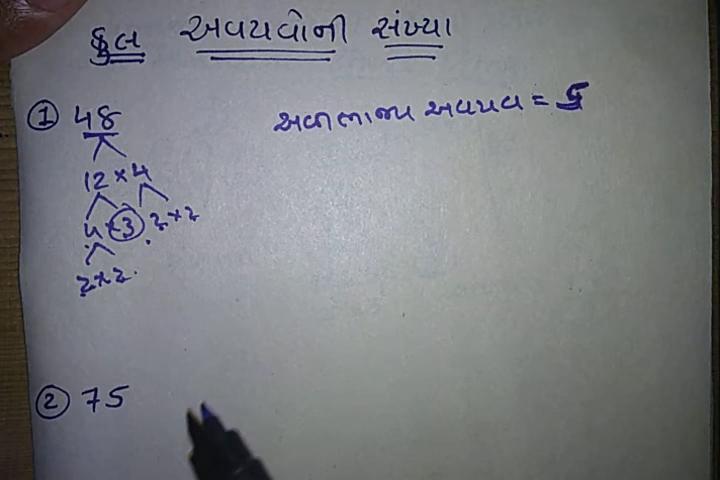 કુલ અવયવોની સંખ્યા
① 48 અવિભાજ્ય અવયવ = 5
12 × 4
4 × 3 2 × 2
2 × 2
② 75